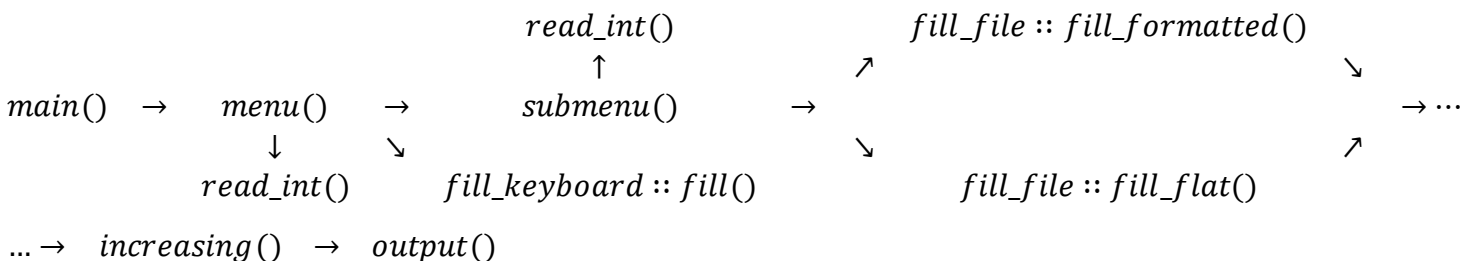 read_int() fill_file :: fill_formatted()
↑ ↗ ↘
main() → menu() → submenu() → → ⋯
↓ ↘ ↘ ↗
read_int() fill_keyboard :: fill() fill_file :: fill_flat()
... → increasing() → output()